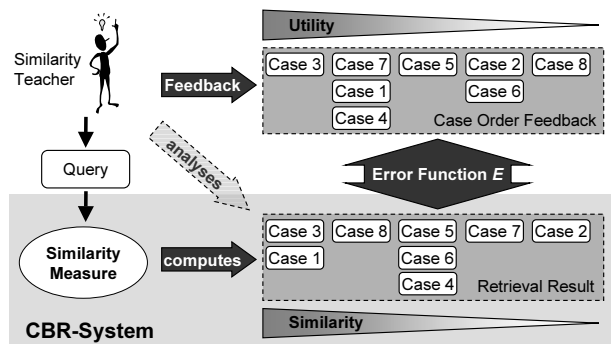 Utility
Similarity
Teacher
Feedback
Case 3 Case 7 Case 5 Case 2 Case 8
Case 1 Case 6
Case 4
Case Order Feedback
analyses
Query
Error Function E
Similarity
Measure
computes
Case 3 Case 8 Case 5 Case 7 Case 2
Case 1 Case 6
Case 4
Retrieval Result
CBR-System
Similarity